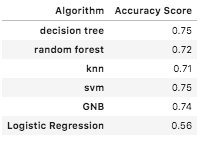 Algorithm Accuracy Score
decision tree 0.75
random forest 0.72
knn 0.71
svm 0.75
GNB 0.74
Logistic Regression 0.56